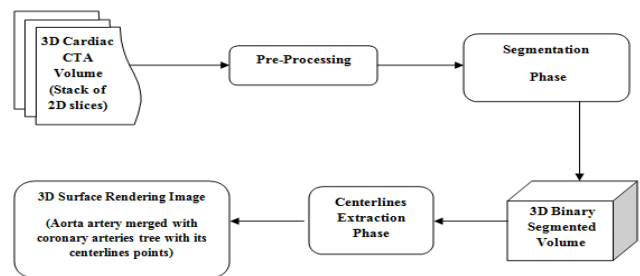 3D Cardiac
CTA
Volume
(Stack of
2D slices)
Pre-Processing
Segmentation
Phase
3D Binary
Segmented
Volume
Centerlines
Extraction
Phase
3D Surface Rendering Image
(Aorta artery merged with
coronary arteries tree with its
centerlines points)